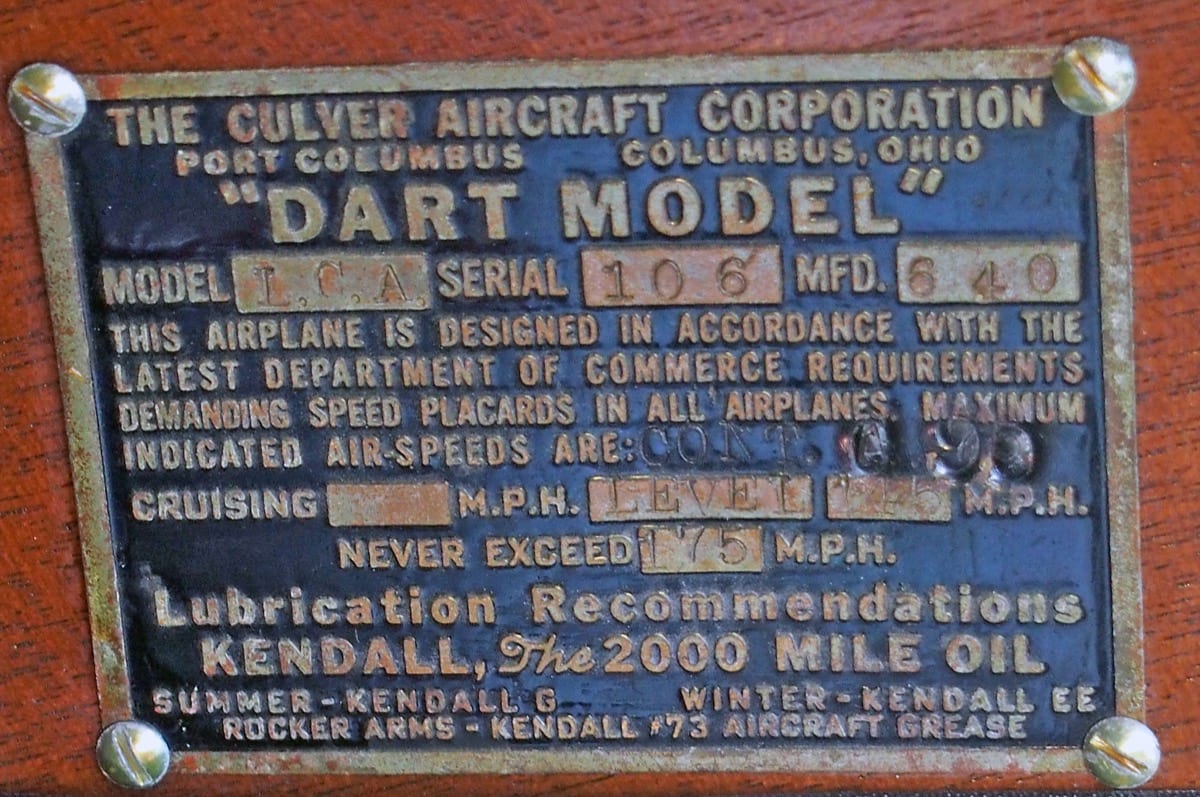 THE CULVER AIRCRAFT CORPORATION
PORT COLUMBUS COLUMBUS, OHIO
"DART MODEL"
MODEL L.C.A. SERIAL 106 MFD. 640
THIS AIRPLANE IS DESIGNED IN ACCORDANCE WITH THE
LATEST DEPARTMENT OF COMMERCE REQUIREMENTS
DEMANDING SPEED PLACARDS IN ALL AIRPLANES. MAXIMUM
INDICATED AIR-SPEEDS ARE: CONT.
CRUISING M.P.H. LEVEL 145 M.P.H.
NEVER EXCEED 175 M.P.H.
Lubrication Recommendations
KENDALL, The 2000 MILE OIL
SUMMER - KENDALL G WINTER - KENDALL EE
ROCKER ARMS - KENDALL #73 AIRCRAFT GREASE